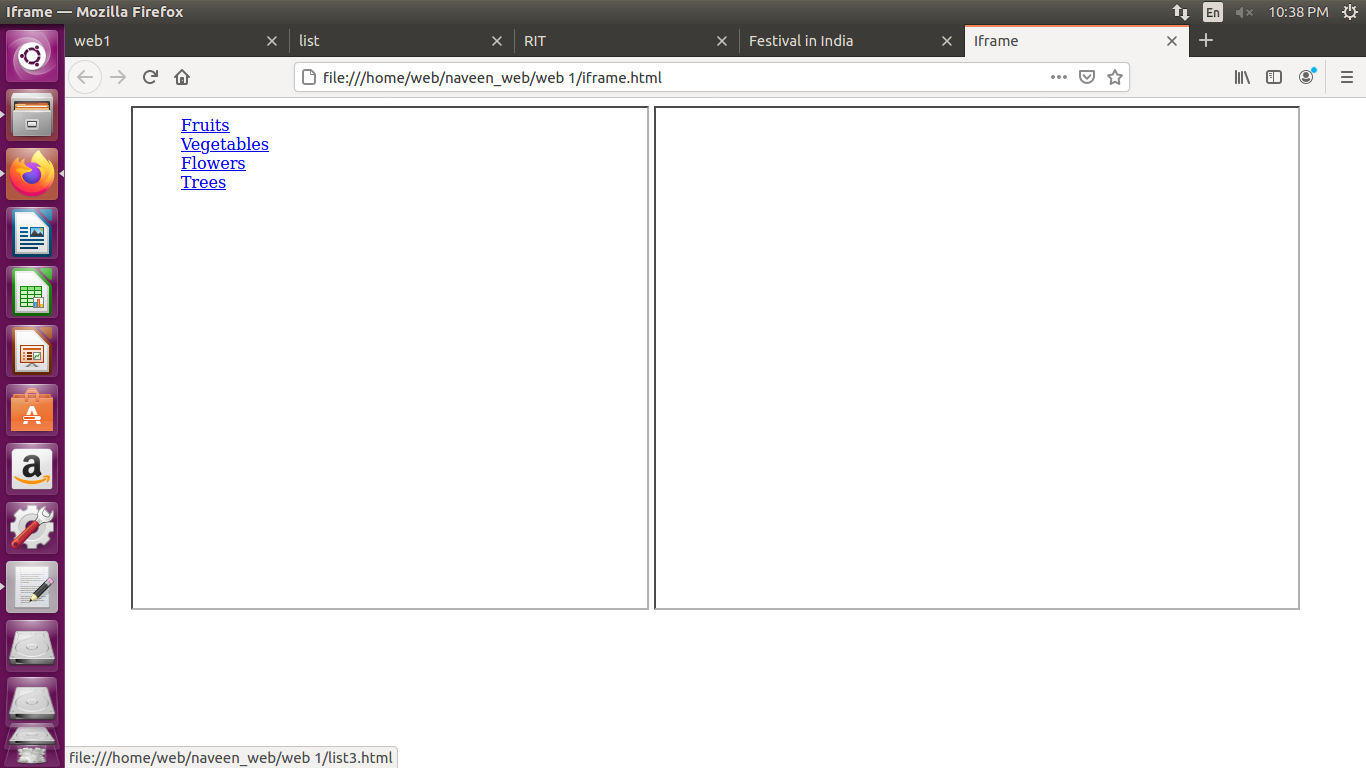 Iframe — Mozilla Firefox
En
10:38 PM
web1
list
RIT
Festival in India
Iframe
file:///home/web/naveen_web/web 1/iframe.html
Fruits
Vegetables
Flowers
Trees
file:///home/web/naveen_web/web 1/list3.html